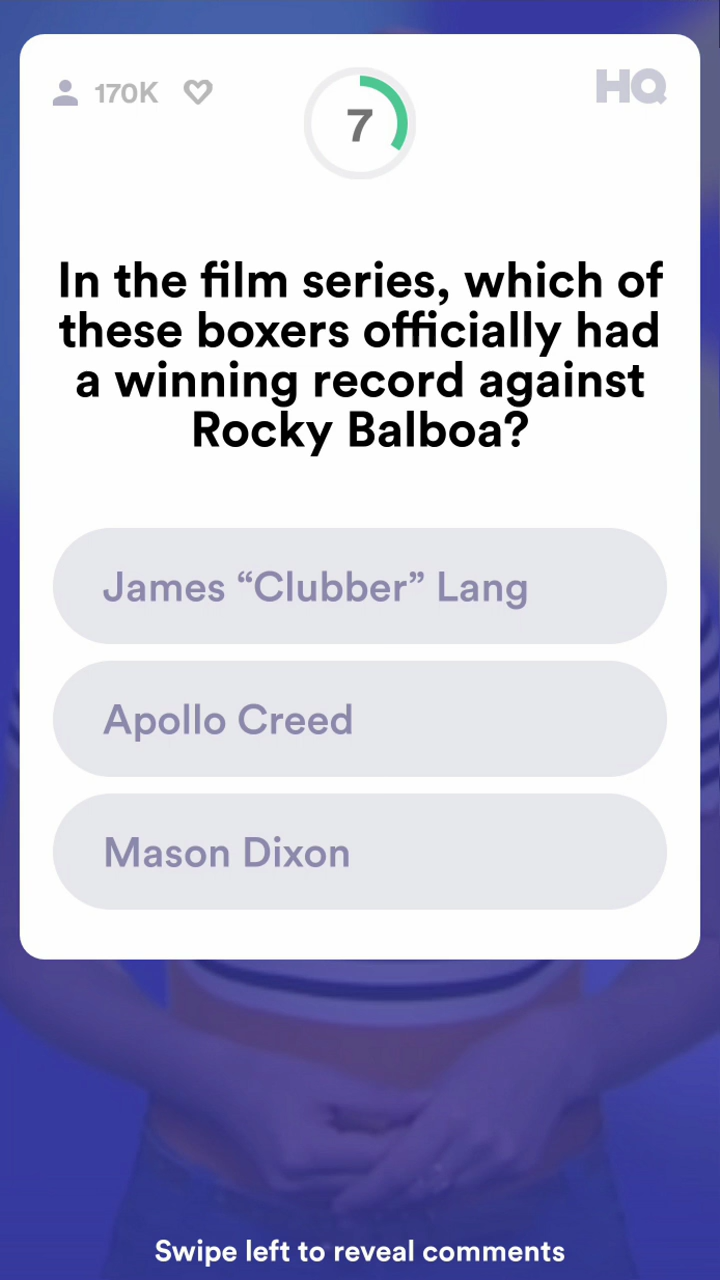 170K
7
HQ
In the film series, which of
these boxers officially had
a winning record against
Rocky Balboa?
James “Clubber” Lang
Apollo Creed
Mason Dixon
Swipe left to reveal comments